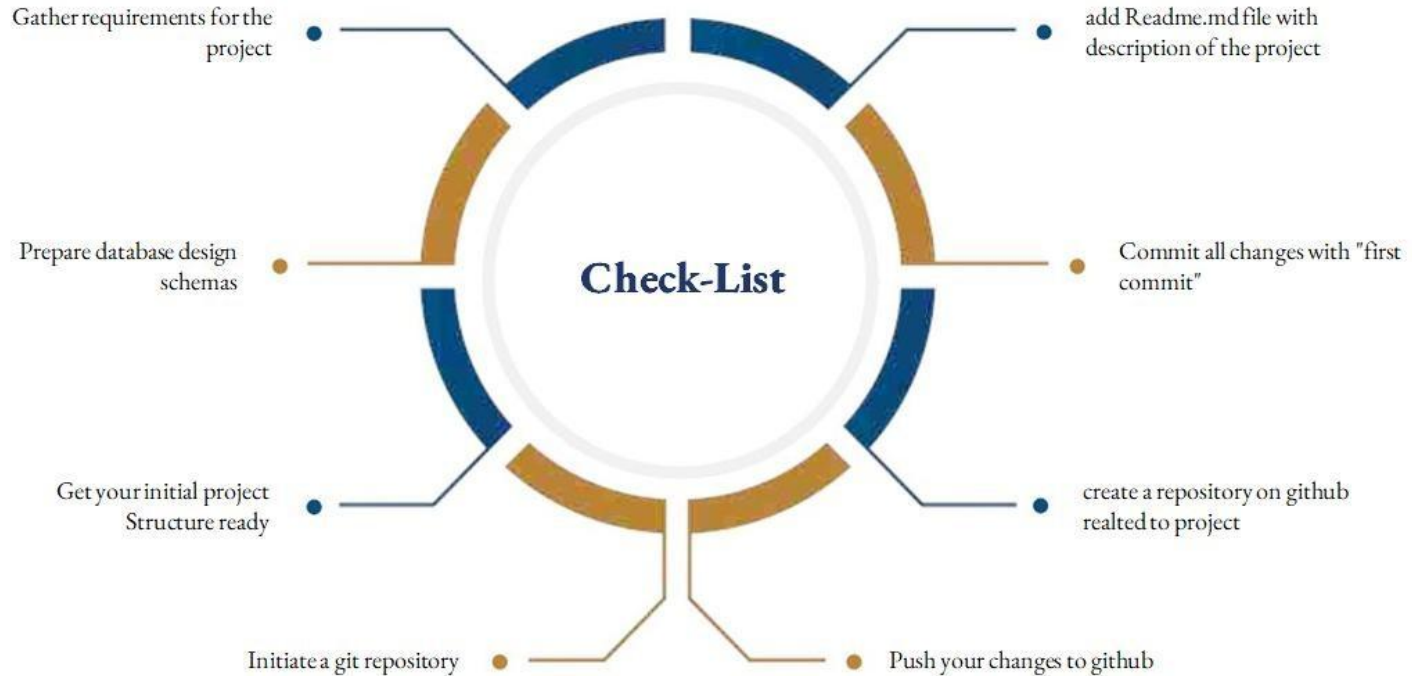 Gather requirements for the
project
add Readme.md file with
description of the project
Prepare database design
schemas
Commit all changes with "first
commit"
Check-List
Get your initial project
Structure ready
create a repository on github
realted to project
Initiate a git repository
Push your changes to github